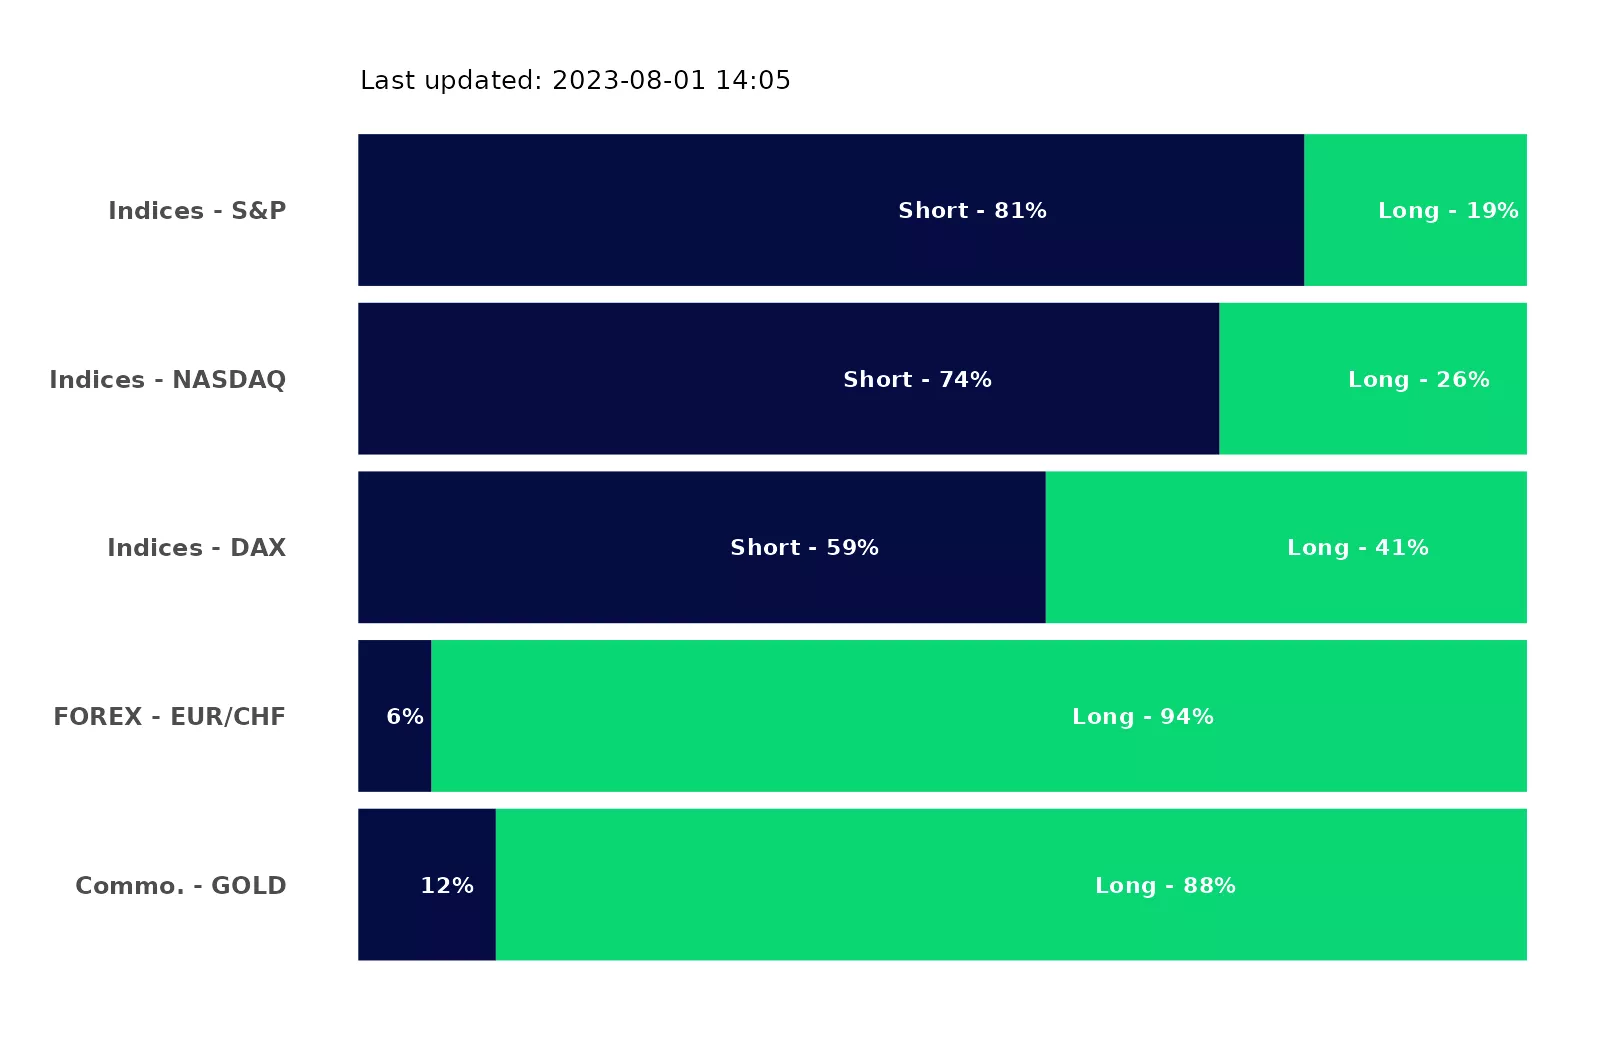 Last updated: 2023-08-01 14:05
Indices - S&P Short - 81% Long - 19%
Indices - NASDAQ Short - 74% Long - 26%
Indices - DAX Short - 59% Long - 41%
FOREX - EUR/CHF 6% Long - 94%
Commo. - GOLD 12% Long - 88%